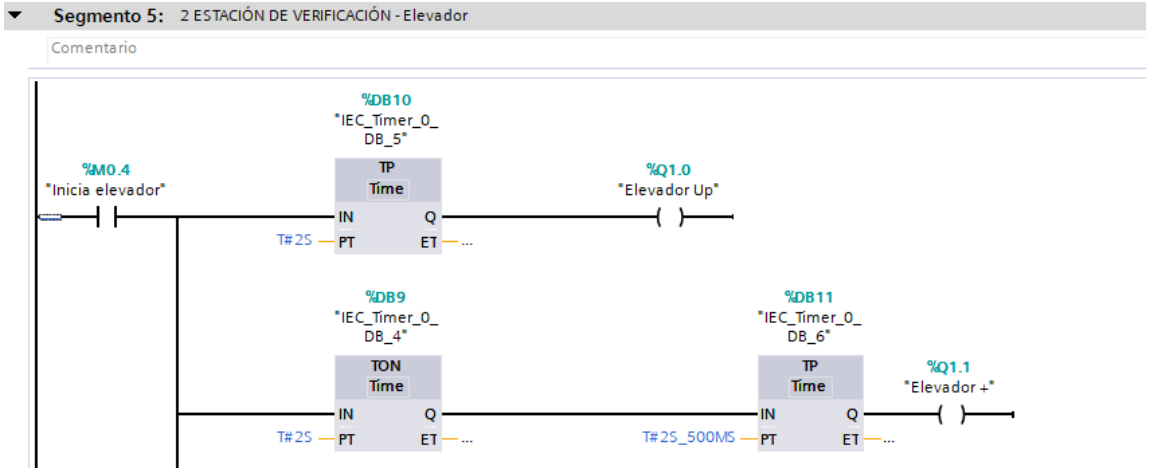 Segmento 5: 2 ESTACIÓN DE VERIFICACIÓN - Elevador
Comentario
%DB10
"IEC_Timer_0_
DB_5"
%M0.4
"Inicia elevador"
TP
Time
%Q1.0
"Elevador Up"
IN Q
T#2S PT ET ...
%DB9
"IEC_Timer_0_
DB_4"
%DB11
"IEC_Timer_0_
DB_6"
TON
Time
TP
Time
%Q1.1
"Elevador +"
IN Q IN Q
T#2S PT ET ... T#2S_500MS PT ET ...